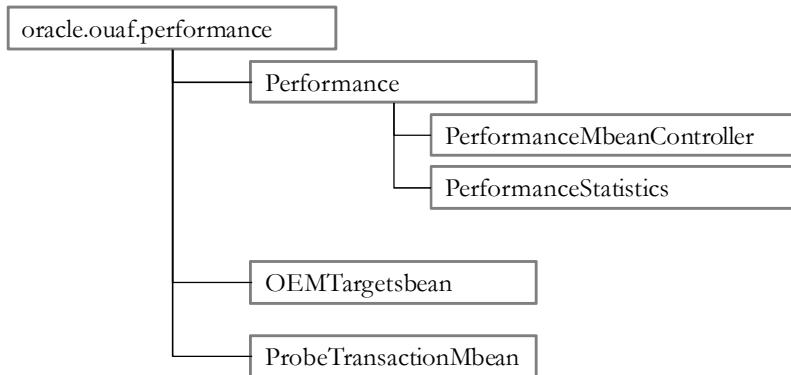 oracle.ouaf.performance
Performance
PerformanceMbeanController
PerformanceStatistics
OEMTargetsbean
ProbeTransactionMbean